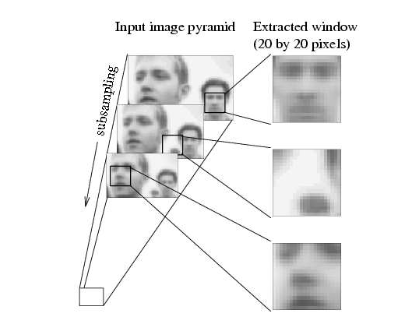 Input image pyramid
Extracted window
(20 by 20 pixels)
subsampling